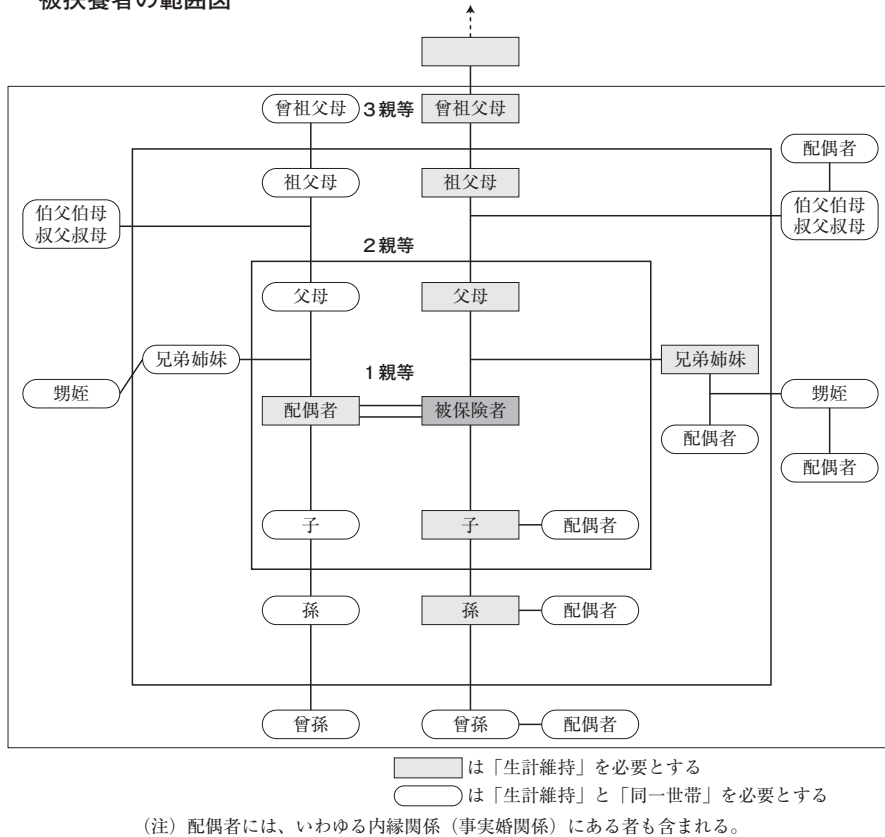 被扶養者の範囲図
曾祖父母
3親等
曾祖父母
配偶者
祖父母
祖父母
伯父伯母
叔父叔母
伯父伯母
叔父叔母
2親等
父母
父母
兄弟姉妹
兄弟姉妹
1親等
甥姪
甥姪
配偶者
被保険者
配偶者
配偶者
子
子
配偶者
孫
孫
配偶者
曾孫
曾孫
配偶者
は「生計維持」を必要とする
は「生計維持」と「同一世帯」を必要とする
(注)配偶者には、いわゆる内縁関係(事実婚関係)にある者も含まれる。